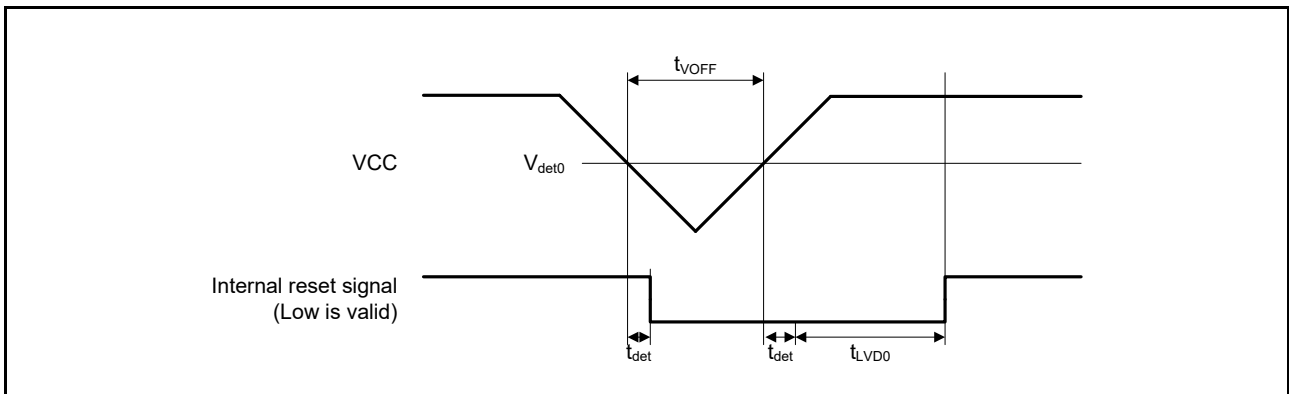 tVOFF
VCC
Vdet0
Internal reset signal
(Low is valid)
tdet
tdet
tLVD0